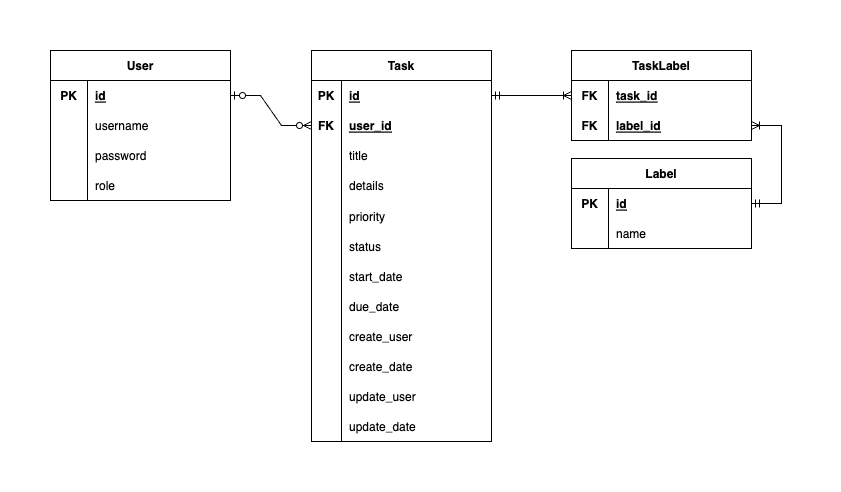 User
PK id
username
password
role
Task
PK id
FK user_id
title
details
priority
status
start_date
due_date
create_user
create_date
update_user
update_date
TaskLabel
FK task_id
FK label_id
Label
PK id
name